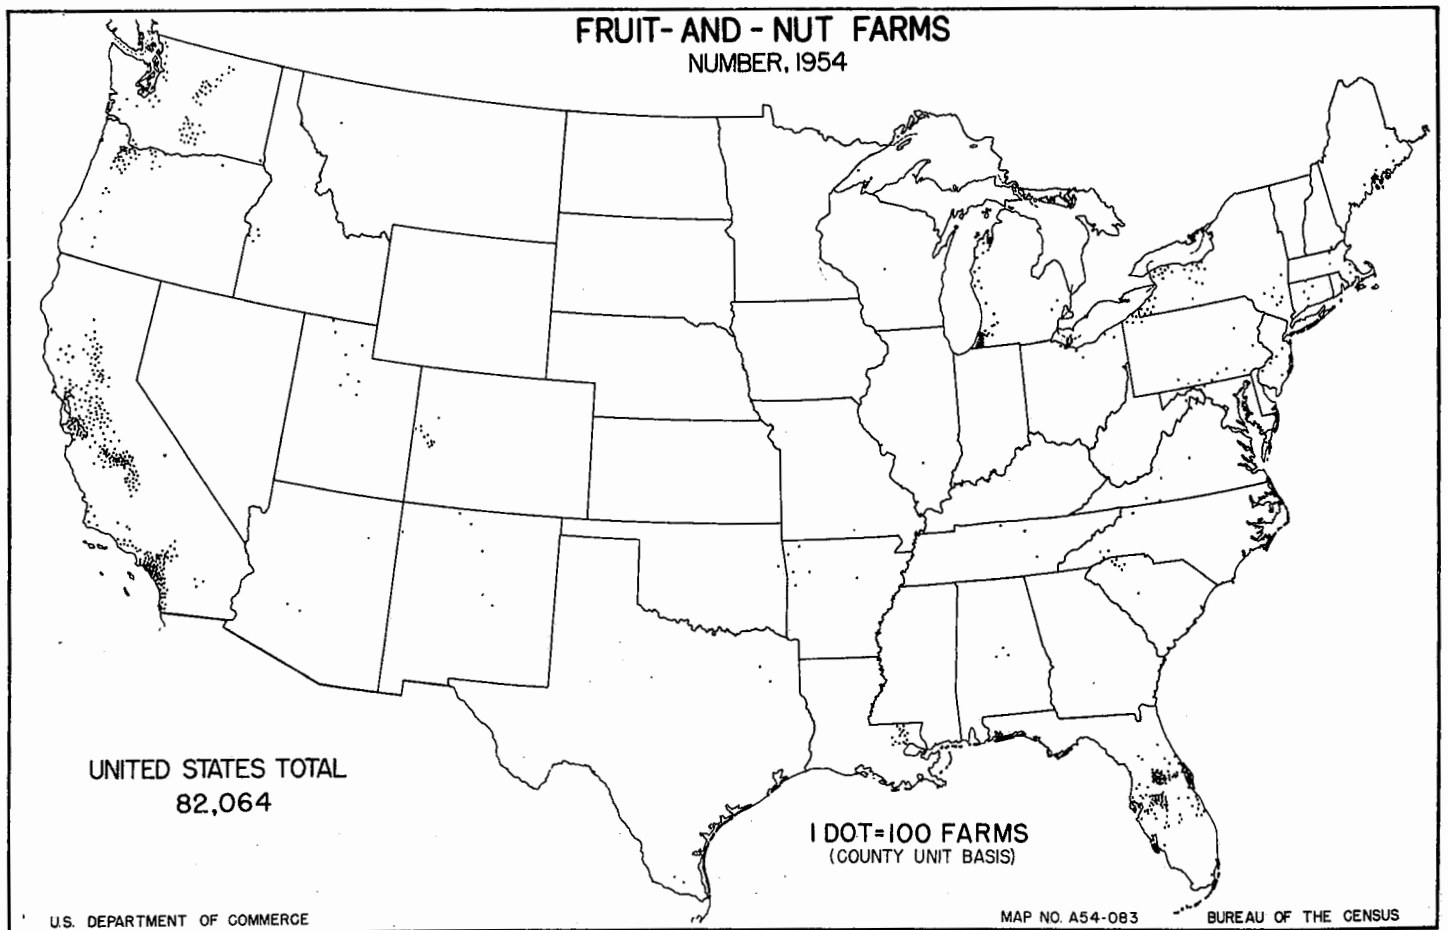 FRUIT-AND-NUT FARMS
NUMBER, 1954
UNITED STATES TOTAL
82,064
1 DOT=100 FARMS
(COUNTY UNIT BASIS)
U.S. DEPARTMENT OF COMMERCE
MAP NO. A54-083
BUREAU OF THE CENSUS